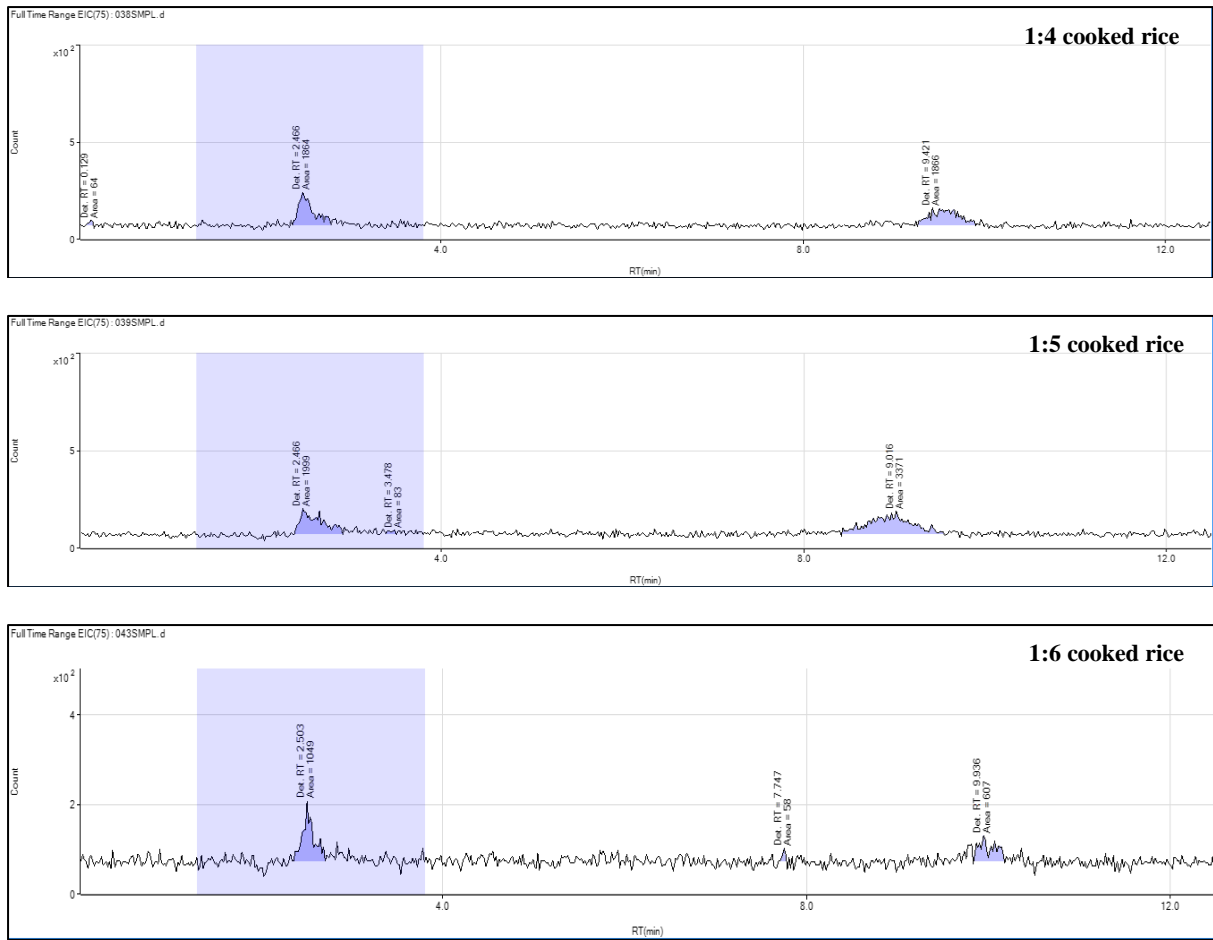 Full Time Range EIC(75) : 038SMPL.d
1:4 cooked rice
x10 2
Count
5
0
Det. RT = 0.129
Area = 64
Det. RT = 2.466
Area = 1864
Det. RT = 9.421
Area = 1866
4.0 8.0 12.0
RT(min)
Full Time Range EIC(75) : 039SMPL.d
1:5 cooked rice
x10 2
Count
5
0
Det. RT = 2.466
Area = 1999
Det. RT = 3.478
Area = 83
Det. RT = 9.016
Area = 3371
4.0 8.0 12.0
RT(min)
Full Time Range EIC(75) : 043SMPL.d
1:6 cooked rice
x10 2
Count
4
2
0
Det. RT = 2.503
Area = 1049
Det. RT = 7.747
Area = 58
Det. RT = 9.936
Area = 607
4.0 8.0 12.0
RT(min)